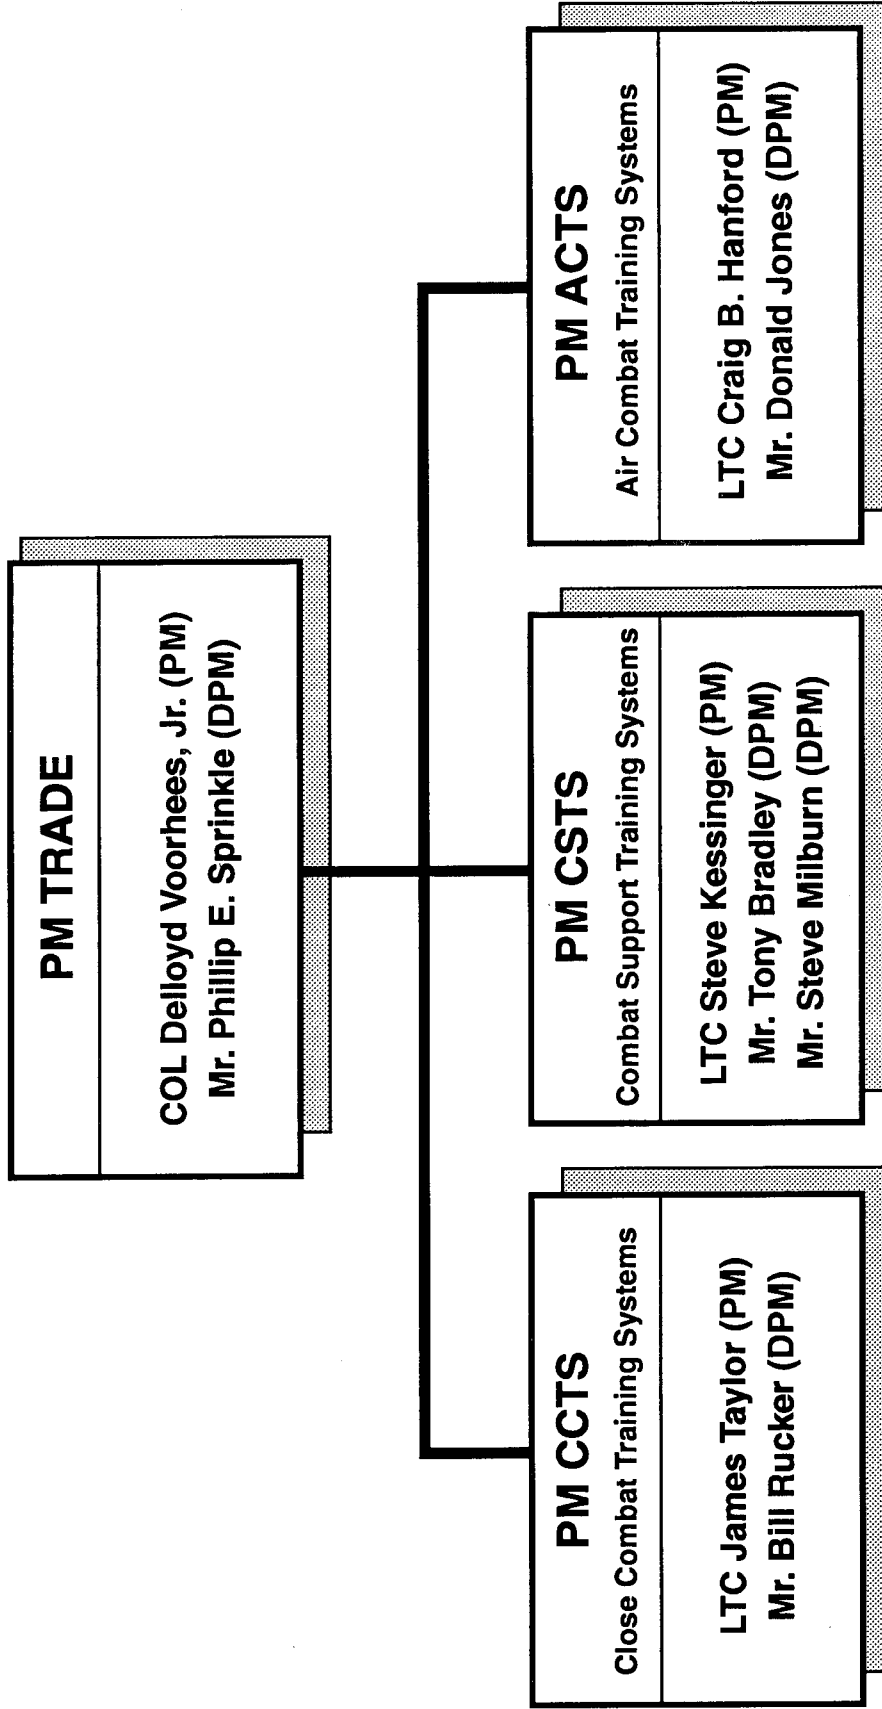 PM TRADE
COL Delloyd Voorhees, Jr. (PM)
Mr. Phillip E. Sprinkle (DPM)
PM CCTS
Close Combat Training Systems
LTC James Taylor (PM)
Mr. Bill Rucker (DPM)
PM CSTS
Combat Support Training Systems
LTC Steve Kessinger (PM)
Mr. Tony Bradley (DPM)
Mr. Steve Milburn (DPM)
PM ACTS
Air Combat Training Systems
LTC Craig B. Hanford (PM)
Mr. Donald Jones (DPM)